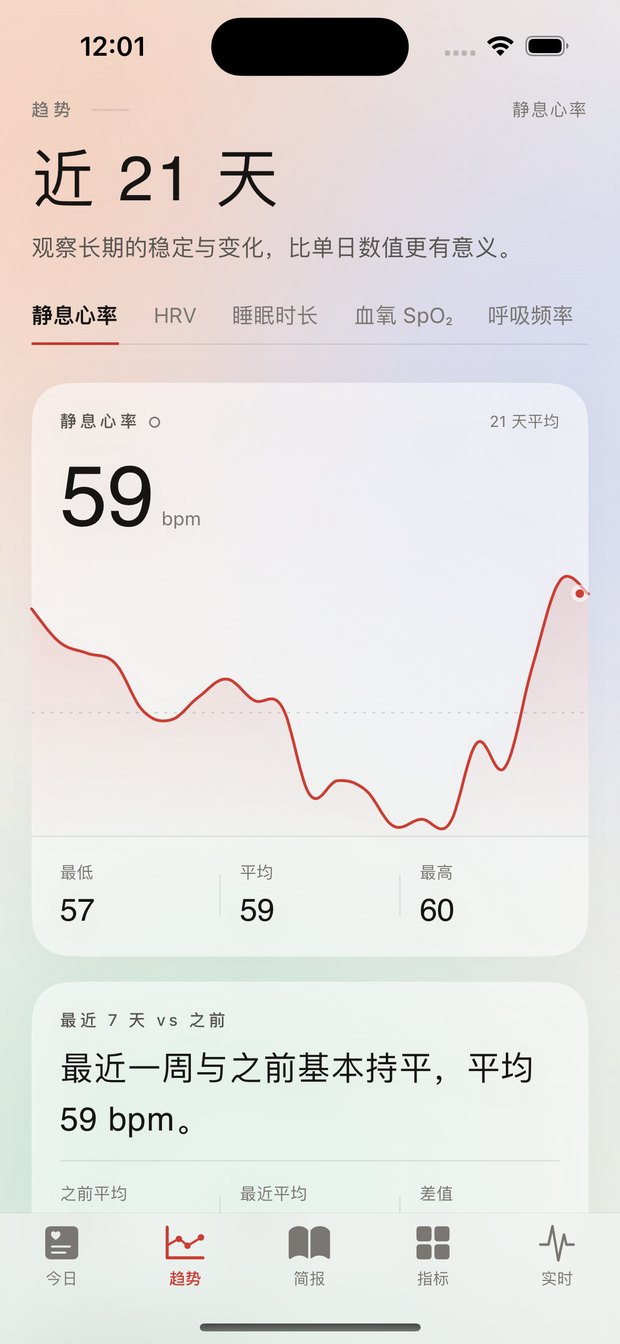 12:01
趋势
静息心率
近 21 天
观察长期的稳定与变化，比单日数值更有意义。
静息心率 HRV 睡眠时长 血氧 SpO₂ 呼吸频率
静息心率
21 天平均
59 bpm
最低 平均 最高
57 59 60
最近 7 天 vs 之前
最近一周与之前基本持平，平均
59 bpm。
之前平均 最近平均 差值
今日 趋势 简报 指标 实时